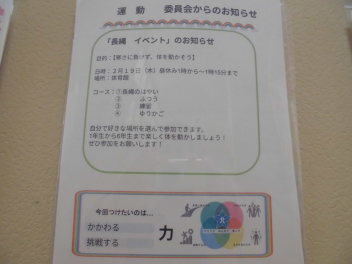 運動　委員会からのお知らせ
「長縄　イベント」のお知らせ
目的：【寒さに負けず、体を動かそう】
日時：２月１９日（水）昼休み1時から～1時15分まで
場所：体育館
コース：①長縄のはやい
②　ふつう
③　練習
④　ゆりかご
自分で好きな場所を選んで参加できます。
1年生から6年生まで楽しく体を動かしましょう！
ぜひ参加をお願いします！
今回つけたいのは…
かかわる
挑戦する
力